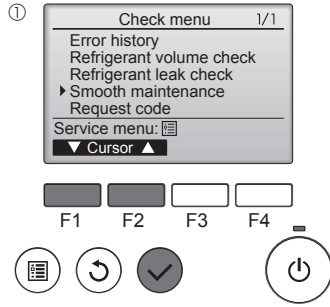 ①
Check menu 1/1
Error history
Refrigerant volume check
Refrigerant leak check
Smooth maintenance
Request code
Service menu:
▼ Cursor ▲
F1 F2 F3 F4